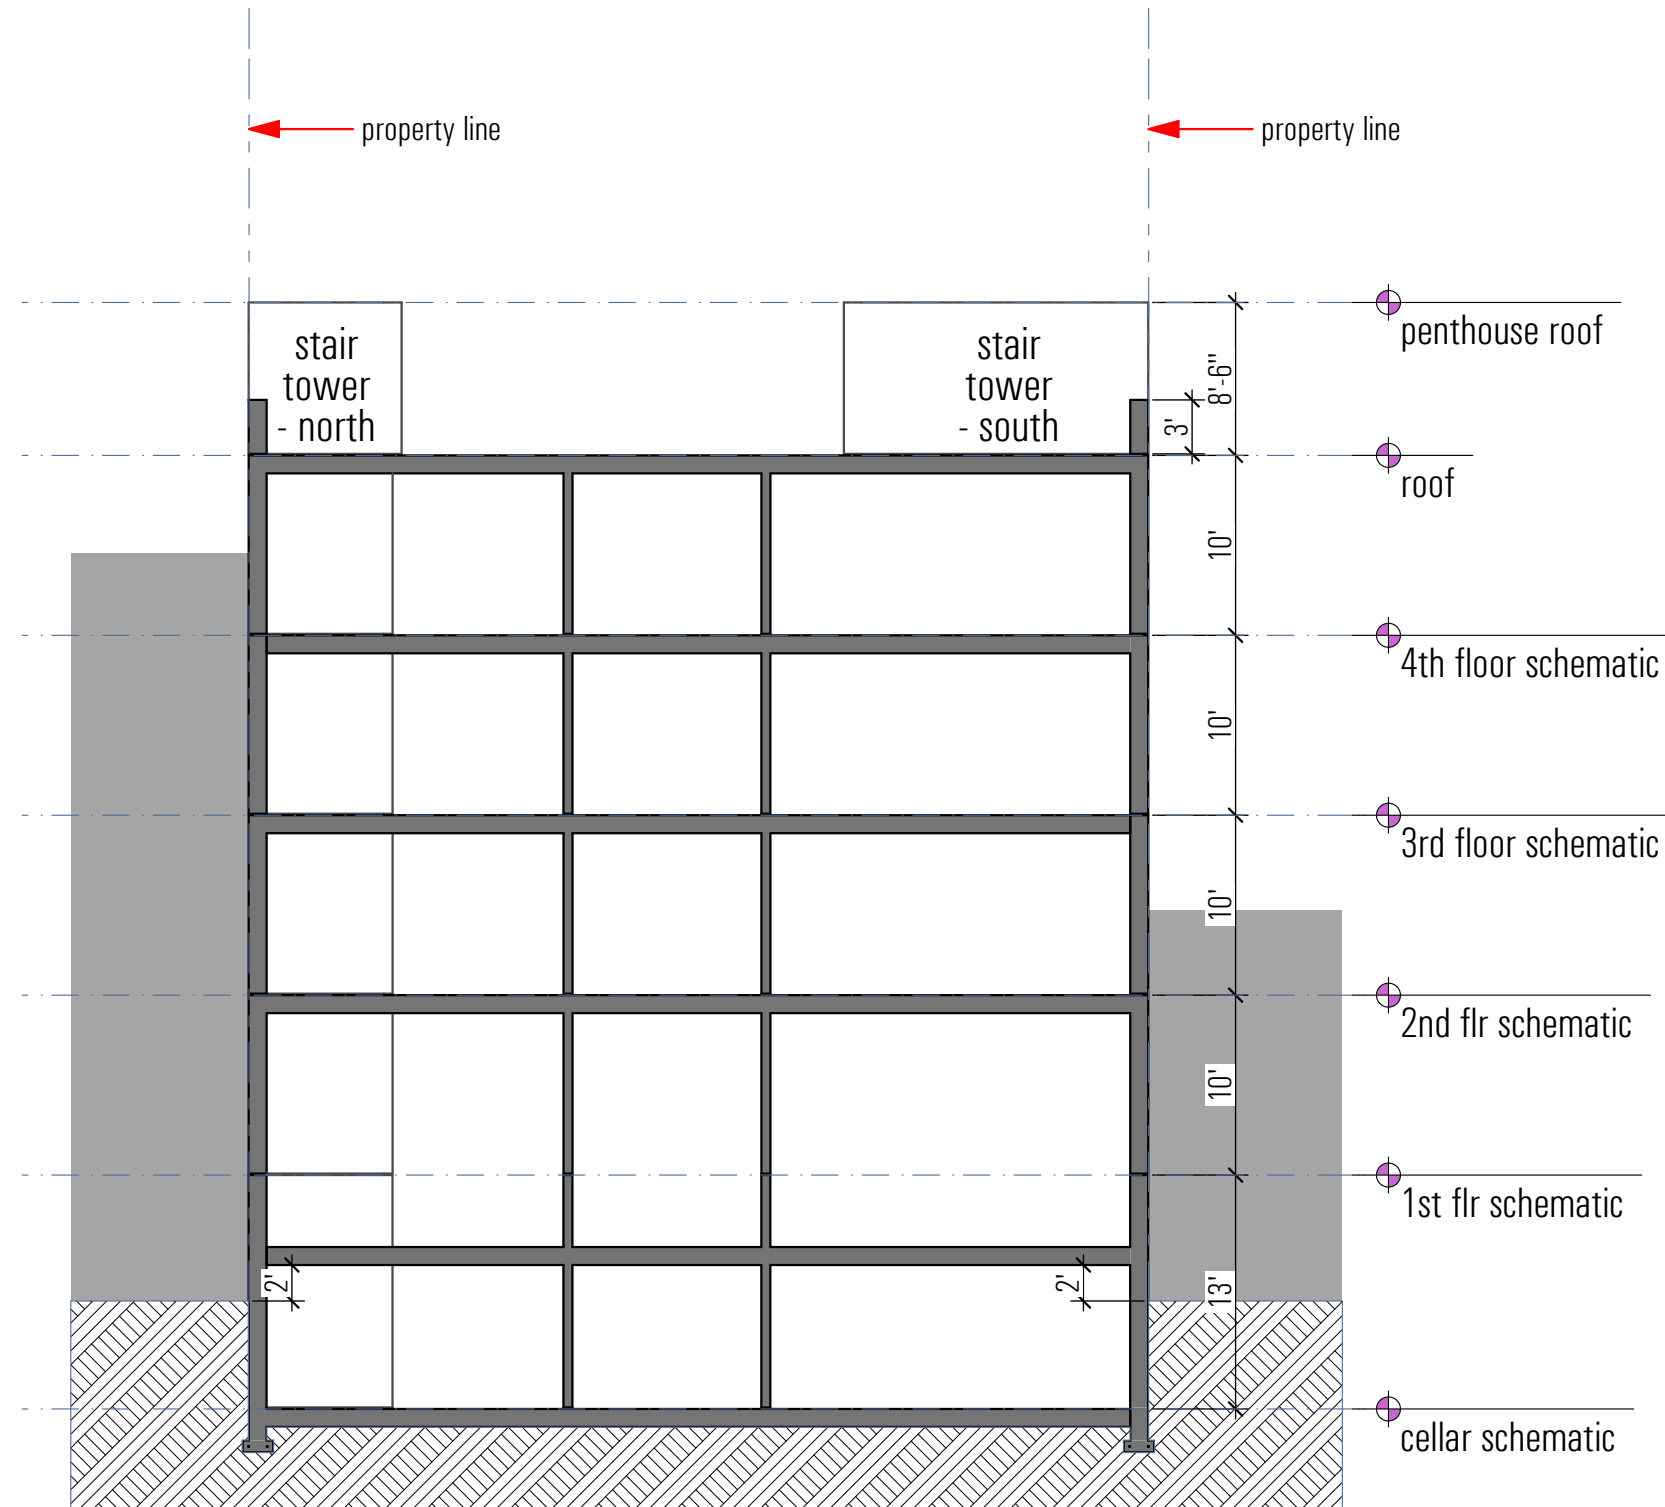 property line
property line
stair
tower
- north
stair
tower
- south
8'-6"
3'
penthouse roof
roof
10'
4th floor schematic
10'
3rd floor schematic
10'
2nd flr schematic
10'
1st flr schematic
2'
2'
13'
cellar schematic